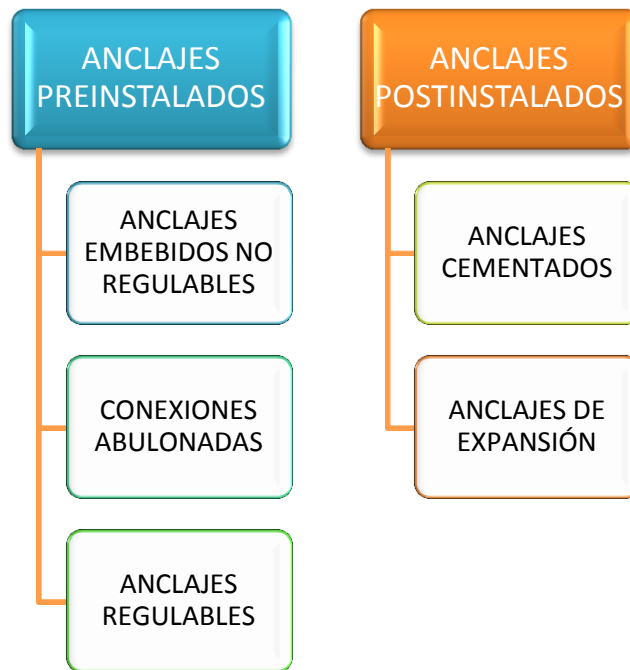 ANCLAJES
PREINSTALADOS
ANCLAJES
EMBEBIDOS NO
REGULABLES
CONEXIONES
ABULONADAS
ANCLAJES
REGULABLES
ANCLAJES
POSTINSTALADOS
ANCLAJES
CEMENTADOS
ANCLAJES DE
EXPANSIÓN